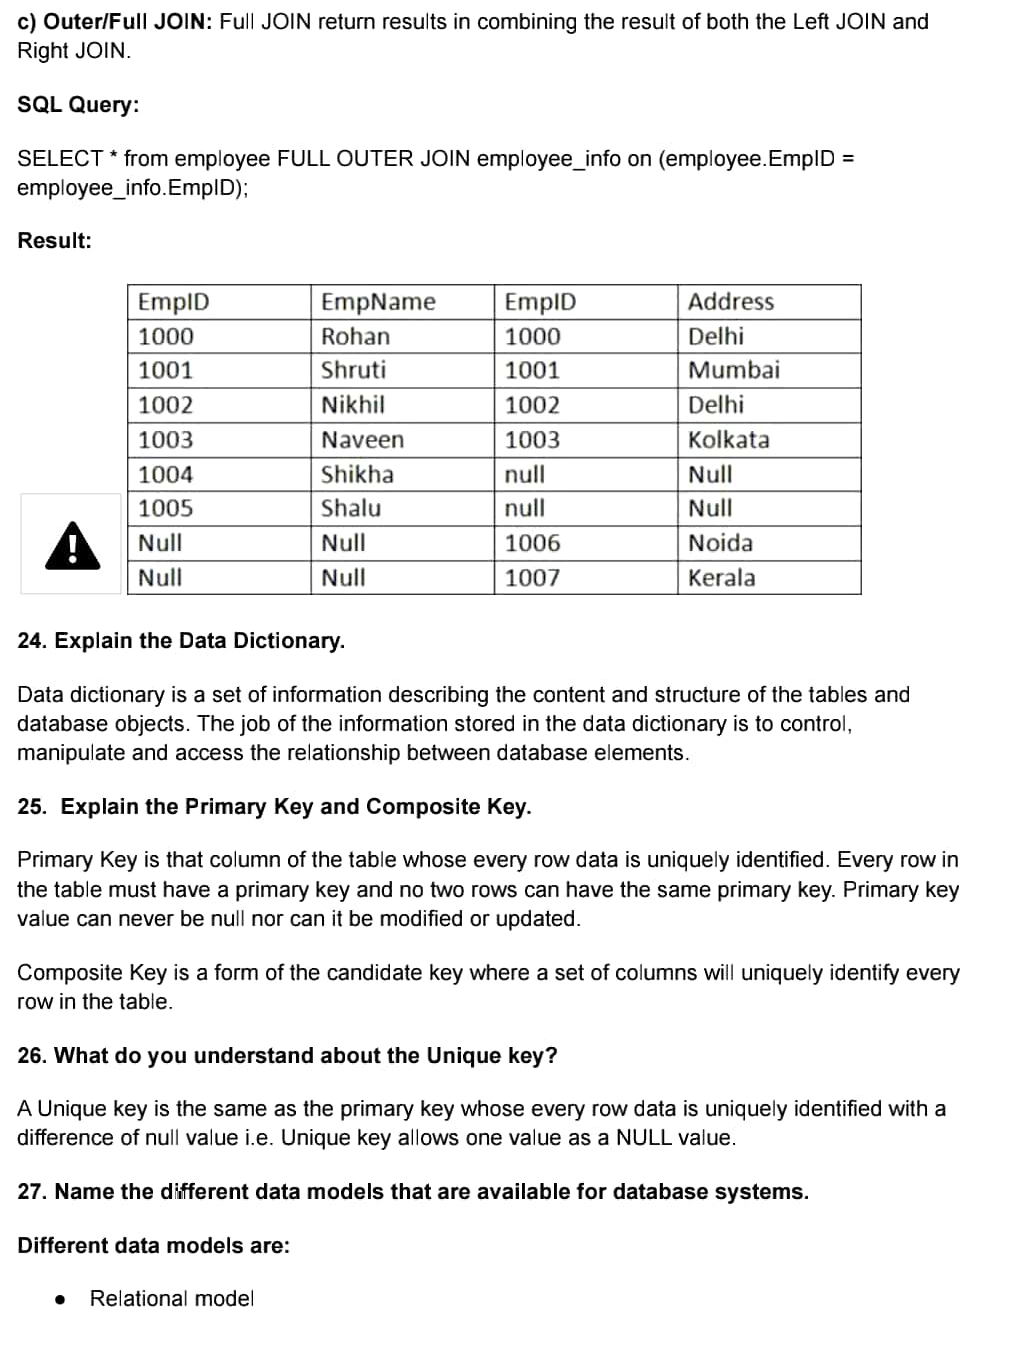 c) Outer/Full JOIN: Full JOIN return results in combining the result of both the Left JOIN and
Right JOIN.
SQL Query:
SELECT * from employee FULL OUTER JOIN employee_info on (employee.EmpID =
employee_info.EmpID);
Result:
EmpID EmpName EmpID Address
1000 Rohan 1000 Delhi
1001 Shruti 1001 Mumbai
1002 Nikhil 1002 Delhi
1003 Naveen 1003 Kolkata
1004 Shikha null Null
1005 Shalu null Null
Null Null 1006 Noida
Null Null 1007 Kerala
24. Explain the Data Dictionary.
Data dictionary is a set of information describing the content and structure of the tables and
database objects. The job of the information stored in the data dictionary is to control,
manipulate and access the relationship between database elements.
25. Explain the Primary Key and Composite Key.
Primary Key is that column of the table whose every row data is uniquely identified. Every row in
the table must have a primary key and no two rows can have the same primary key. Primary key
value can never be null nor can it be modified or updated.
Composite Key is a form of the candidate key where a set of columns will uniquely identify every
row in the table.
26. What do you understand about the Unique key?
A Unique key is the same as the primary key whose every row data is uniquely identified with a
difference of null value i.e. Unique key allows one value as a NULL value.
27. Name the different data models that are available for database systems.
Different data models are:
● Relational model